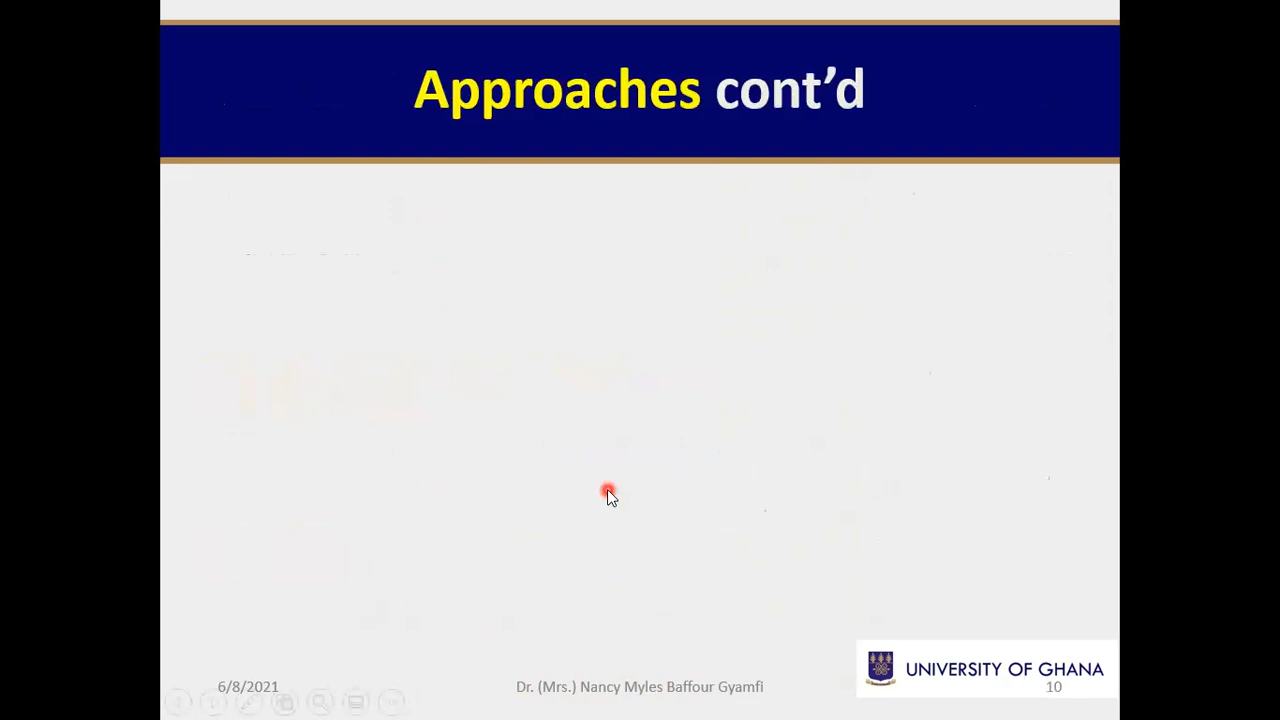 Approaches cont’d
6/8/2021
Dr. (Mrs.) Nancy Myles Baffour Gyamfi
UNIVERSITY OF GHANA
10